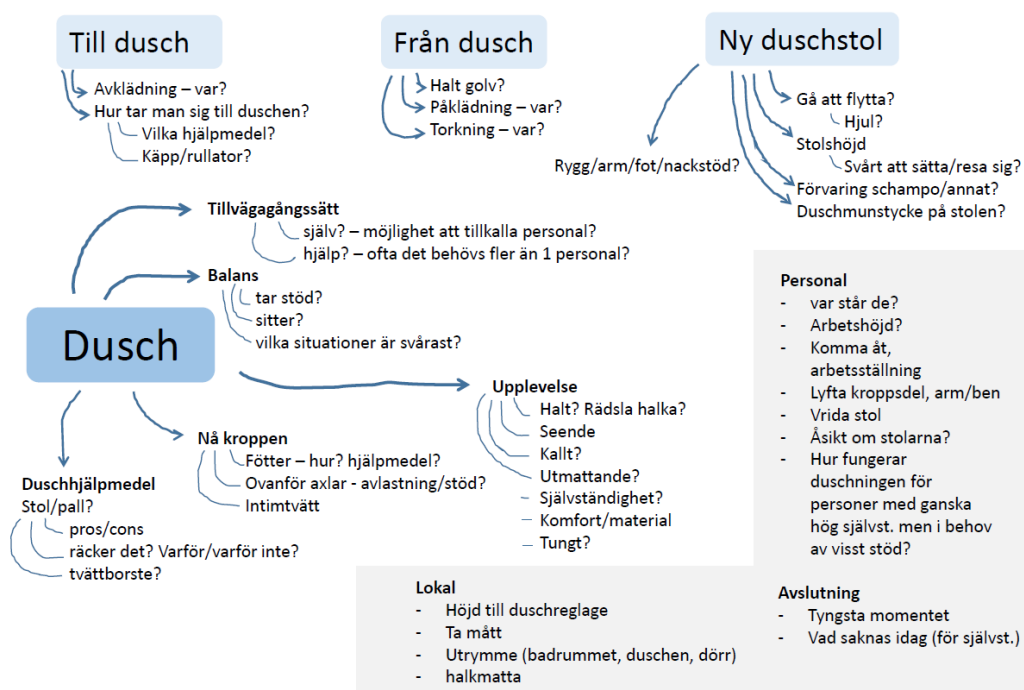 Till dusch
Avklädning – var?
Hur tar man sig till duschen?
Vilka hjälpmedel?
Käpp/rullator?
Från dusch
Halt golv?
Påklädning – var?
Torkning – var?
Ny duschstol
Gå att flytta?
Hjul?
Stolshöjd
Svårt att sätta/resa sig?
Förvaring schampo/annat?
Duschmunstycke på stolen?
Rygg/arm/fot/nackstöd?
Dusch
Tillvägagångssätt
själv? – möjlighet att tillkalla personal?
hjälp? – ofta det behövs fler än 1 personal?
Balans
tar stöd?
sitter?
vilka situationer är svårast?
Upplevelse
Halt? Rädsla halka?
Seende
Kallt?
Utmattande?
– Självständighet?
– Komfort/material
– Tungt?
Nå kroppen
Fötter – hur? hjälpmedel?
Ovanför axlar - avlastning/stöd?
Intimtvätt
Duschhjälpmedel
Stol/pall?
pros/cons
räcker det? Varför/varför inte?
tvättborste?
Personal
- var står de?
- Arbetshöjd?
- Komma åt,
arbetsställning
- Lyfta kroppsdel, arm/ben
- Vrida stol
- Åsikt om stolarna?
- Hur fungerar
duschningen för
personer med ganska
hög självst. men i behov
av visst stöd?
Lokal
- Höjd till duschreglage
- Ta mått
- Utrymme (badrummet, duschen, dörr)
- halkmatta
Avslutning
- Tyngsta momentet
- Vad saknas idag (för självst.)